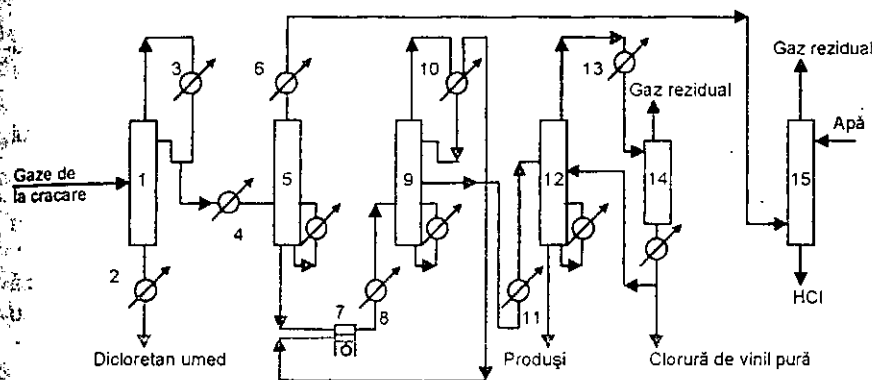 3
6
10
13
Gaz rezidual
Gaz rezidual
Apă
Gaze de
la cracare
1
5
9
12
14
15
4
2
7
8
11
HCl
Dicloretan umed
Produşi
Clorură de vinil pură